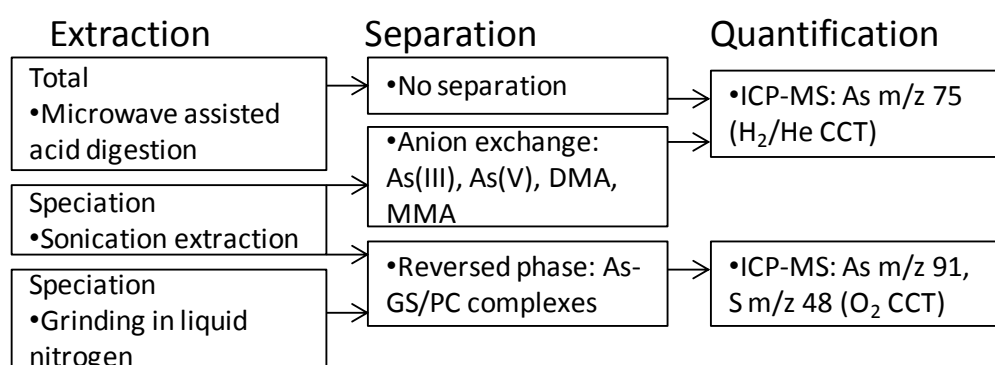 Extraction
Separation
Quantification
Total
•Microwave assisted
acid digestion
Speciation
•Sonication extraction
Speciation
•Grinding in liquid
nitrogen
•No separation
•Anion exchange:
As(III), As(V), DMA,
MMA
•Reversed phase: As-
GS/PC complexes
•ICP-MS: As m/z 75
(H₂/He CCT)
•ICP-MS: As m/z 91,
S m/z 48 (O₂ CCT)